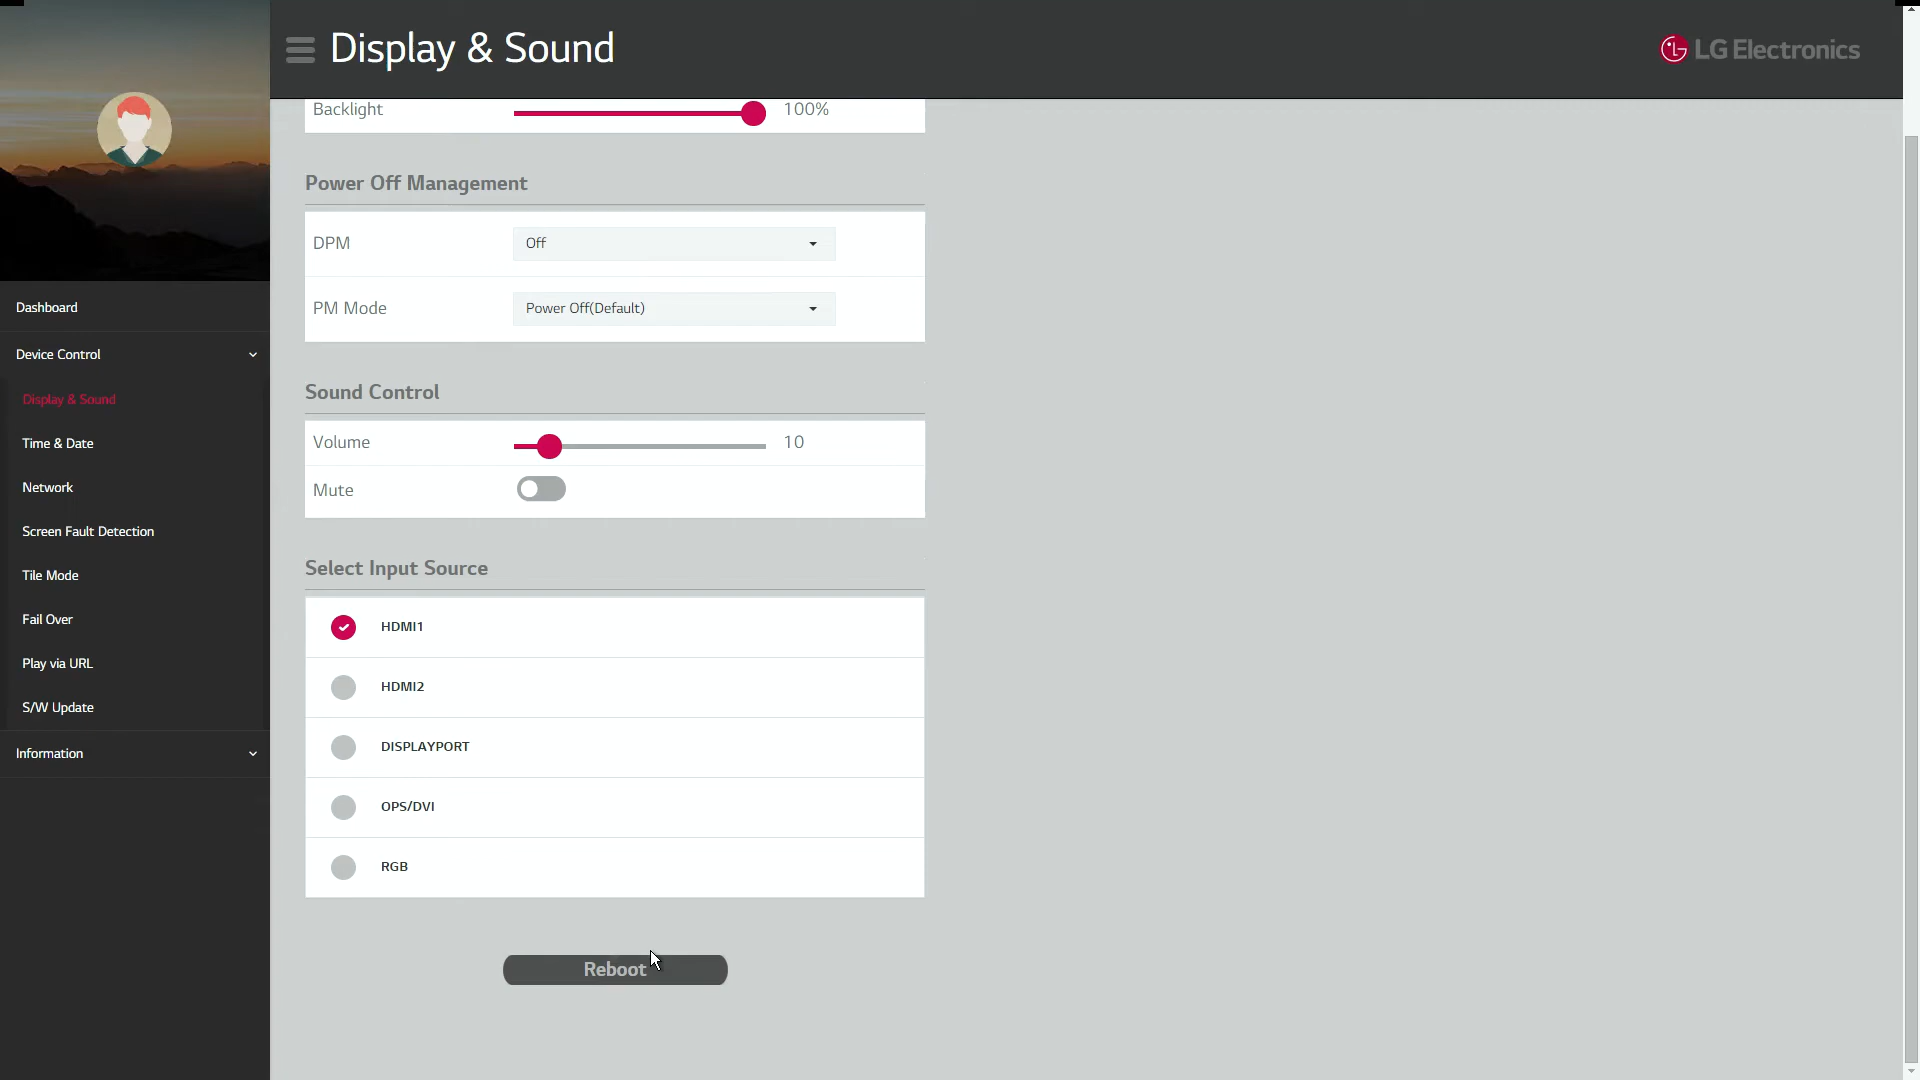 Display & Sound
LG Electronics
Backlight 100%
Power Off Management
DPM Off
PM Mode Power Off(Default)
Sound Control
Volume 10
Mute
Select Input Source
HDMI1
HDMI2
DISPLAYPORT
OPS/DVI
RGB
Reboot
Dashboard
Device Control
Display & Sound
Time & Date
Network
Screen Fault Detection
Tile Mode
Fail Over
Play via URL
S/W Update
Information